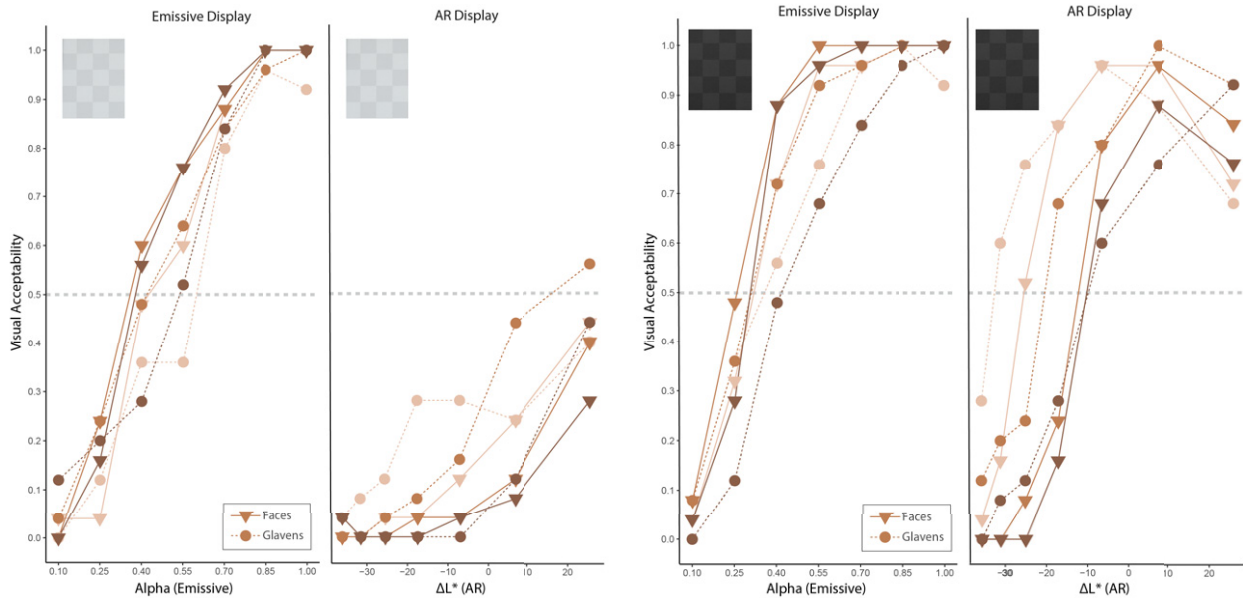 Emissive Display
AR Display
Visual Acceptability
1.0
0.9
0.8
0.7
0.6
0.5
0.4
0.3
0.2
0.1
0.0
Faces
Glavens
0.10 0.25 0.40 0.55 0.70 0.85 1.00
Alpha (Emissive)
−30 −20 −10 0 10 20
ΔL* (AR)
Emissive Display
AR Display
Visual Acceptability
1.0
0.9
0.8
0.7
0.6
0.5
0.4
0.3
0.2
0.1
0.0
Faces
Glavens
0.10 0.25 0.40 0.55 0.70 0.85 1.00
Alpha (Emissive)
-30 −20 −10 0 10 20
ΔL* (AR)